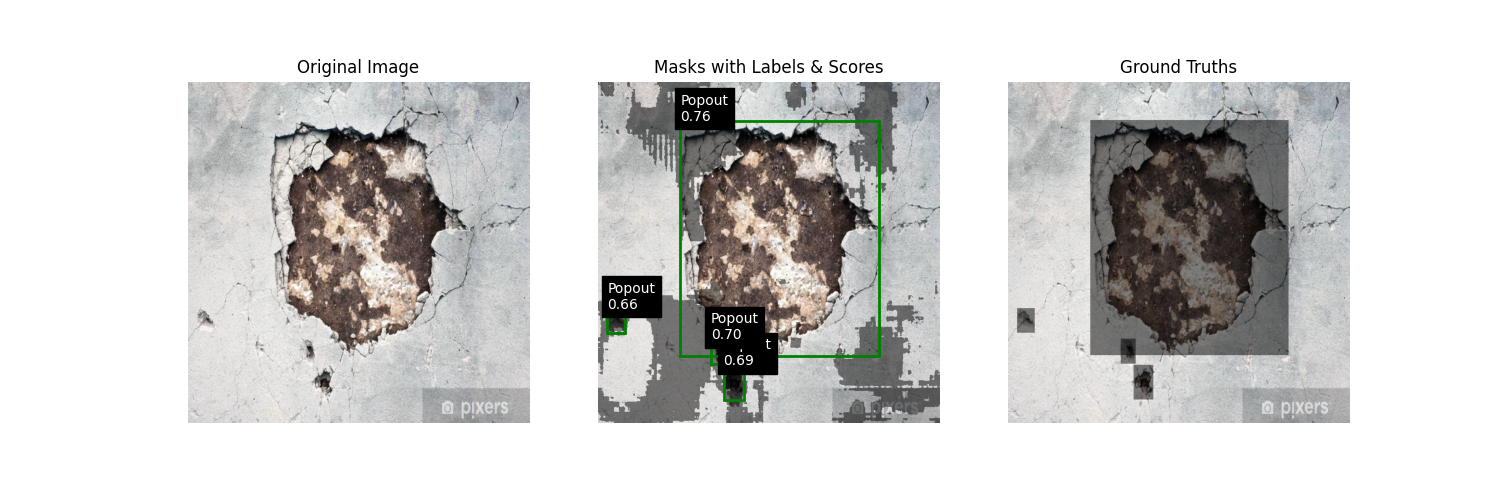 Original Image
Masks with Labels & Scores
Ground Truths
Popout
0.76
Popout
0.66
Popout
0.70
t
0.69
pixers
pixers
pixers